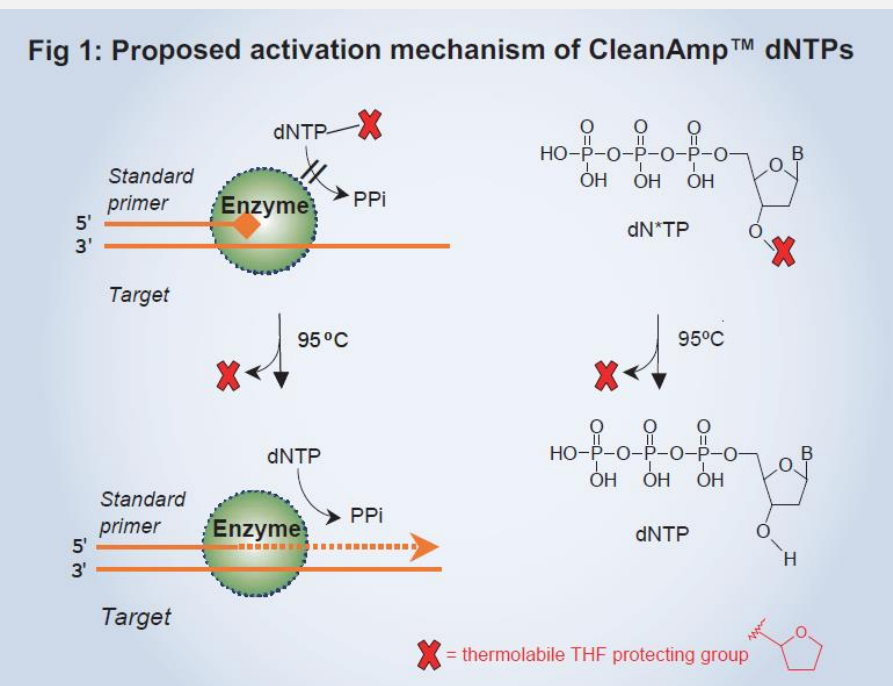 Fig 1: Proposed activation mechanism of CleanAmp™ dNTPs
dNTP
Standard
primer
Enzyme
PPi
5'
3'
Target
95ºC
dNTP
Standard
primer
Enzyme
PPi
5'
3'
Target
O O O
HO-P-O-P-O-P-O O B
OH OH OH
dN*TP
O
95ºC
O O O
HO-P-O-P-O-P-O O B
OH OH OH
dNTP
O
H
= thermolabile THF protecting group
O